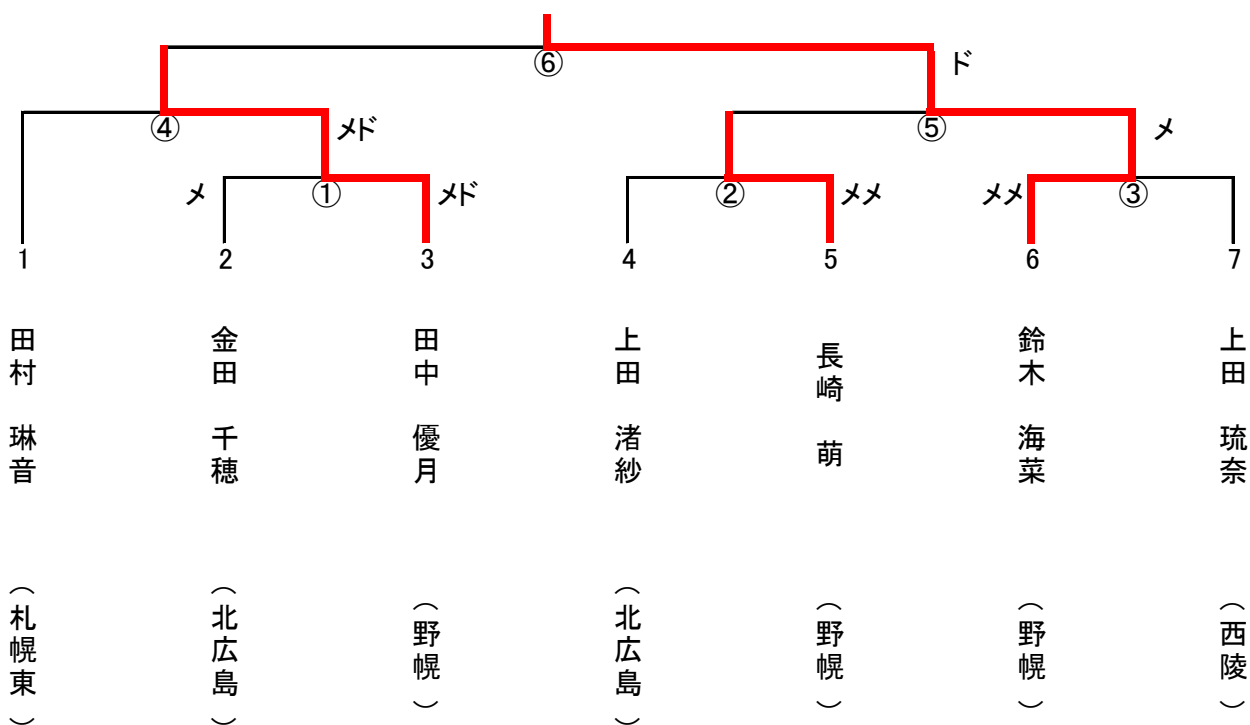 ⑥
ド
④
メド
⑤
メ
メ
①
メド
②
メメ
メメ
③
1
2
3
4
5
6
7
田村 琳音
金田 千穂
田中 優月
上田 渚紗
長崎 萌
鈴木 海菜
上田 琉奈
（札幌東）
（北広島）
（野幌）
（北広島）
（野幌）
（野幌）
（西陵）